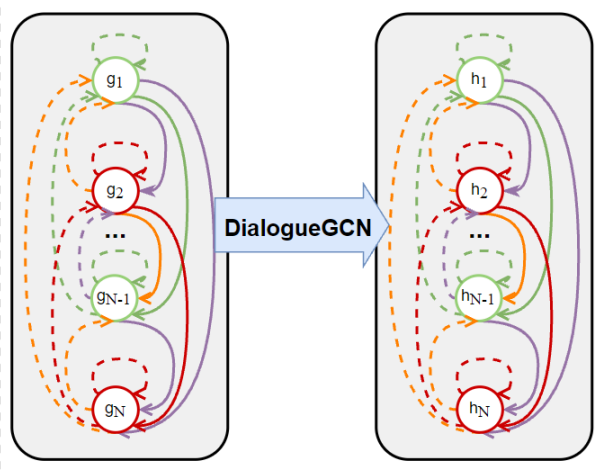 g1
g2
...
gN-1
gN
DialogueGCN
h1
h2
...
hN-1
hN